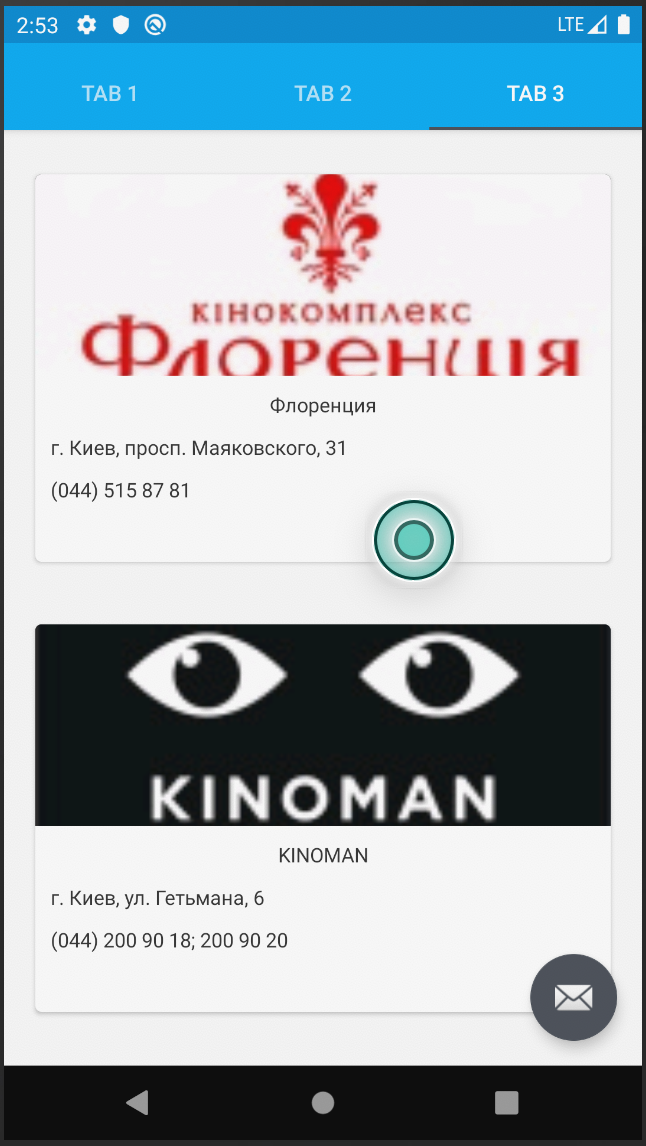 2:53
LTE
TAB 1
TAB 2
TAB 3
КІНОКОМПЛЕКС
Флоренція
Флоренция
г. Киев, просп. Маяковского, 31
(044) 515 87 81
KINOMAN
KINOMAN
г. Киев, ул. Гетьмана, 6
(044) 200 90 18; 200 90 20